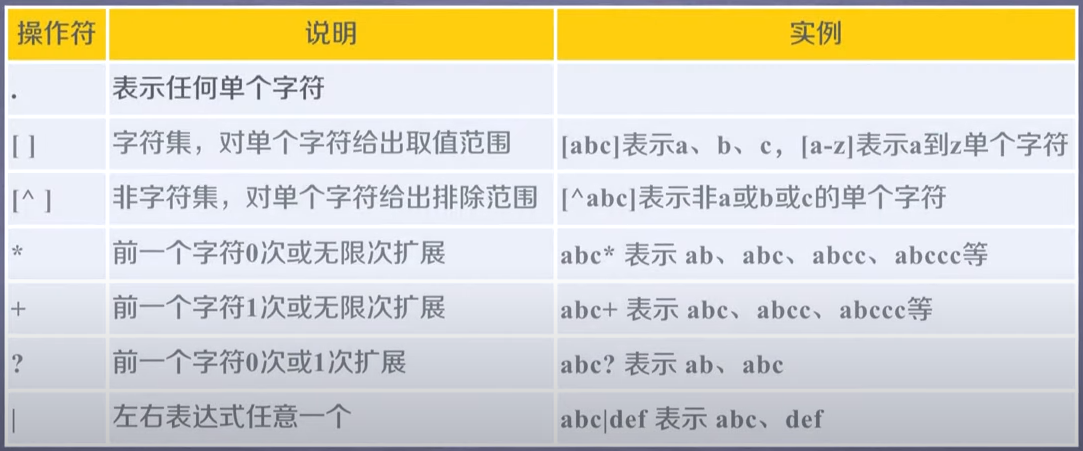 操作符 说明 实例
. 表示任何单个字符
[ ] 字符集，对单个字符给出取值范围 [abc]表示a、b、c，[a-z]表示a到z单个字符
[^ ] 非字符集，对单个字符给出排除范围 [^abc]表示非a或b或c的单个字符
* 前一个字符0次或无限次扩展 abc* 表示 ab、abc、abcc、abccc等
+ 前一个字符1次或无限次扩展 abc+ 表示 abc、abcc、abccc等
? 前一个字符0次或1次扩展 abc? 表示 ab、abc
| 左右表达式任意一个 abc|def 表示 abc、def